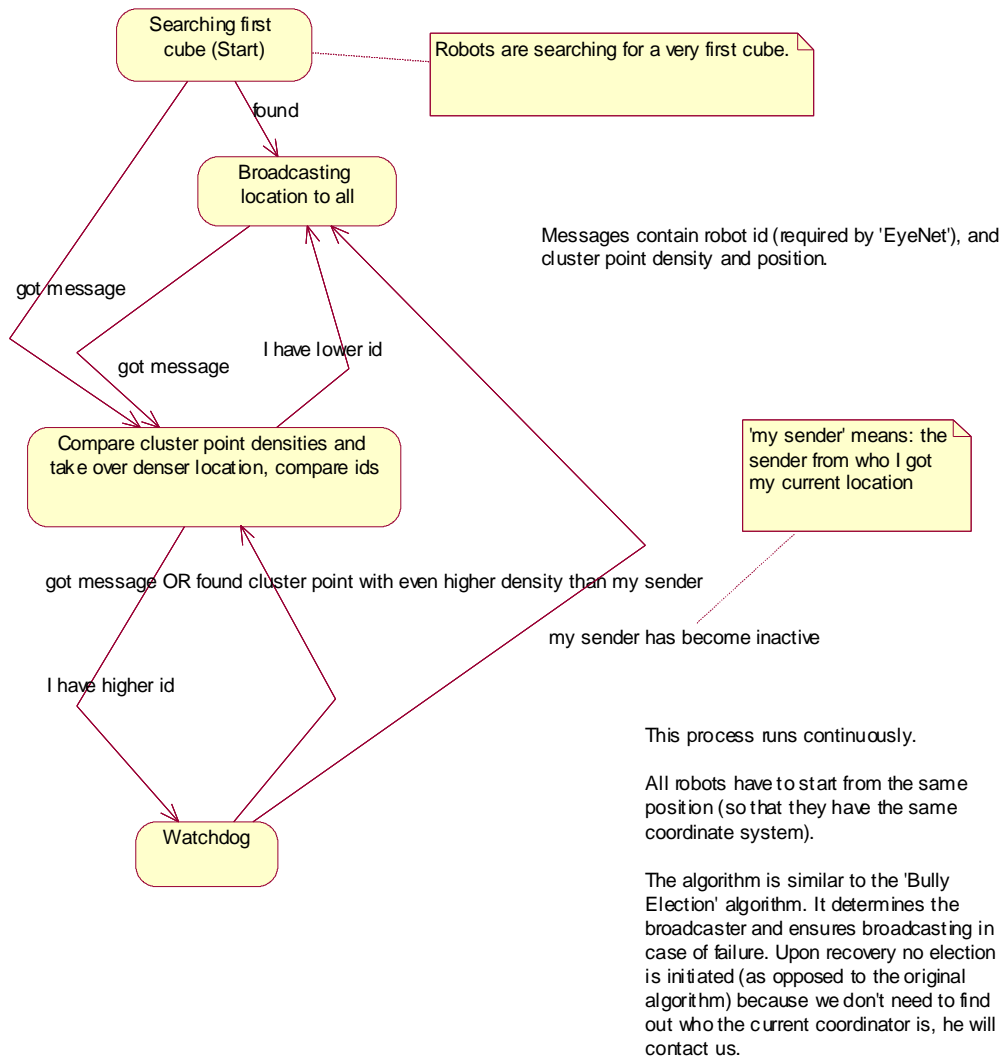 Searching first
cube (Start)
Robots are searching for a very first cube.
found
Broadcasting
location to all
Messages contain robot id (required by 'EyeNet'), and
cluster point density and position.
got message
I have lower id
got message
Compare cluster point densities and
take over denser location, compare ids
'my sender' means: the
sender from who I got
my current location
got message OR found cluster point with even higher density than my sender
my sender has become inactive
I have higher id
This process runs continuously.
All robots have to start from the same
position (so that they have the same
coordinate system).
Watchdog
The algorithm is similar to the 'Bully
Election' algorithm. It determines the
broadcaster and ensures broadcasting in
case of failure. Upon recovery no election
is initiated (as opposed to the original
algorithm) because we don't need to find
out who the current coordinator is, he will
contact us.